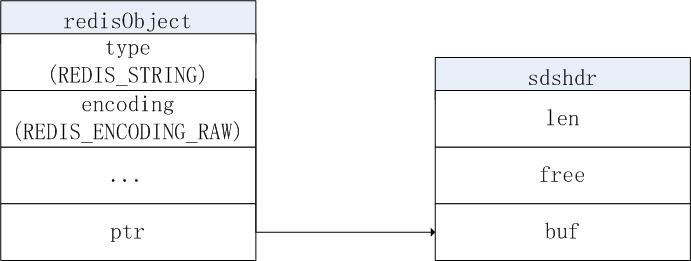 redisObject
type
(REDIS_STRING)
encoding
(REDIS_ENCODING_RAW)
...
ptr
sdshdr
len
free
buf